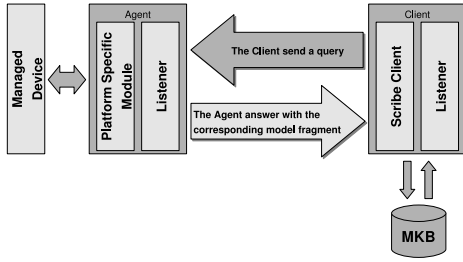 Managed
Device
Agent
Platform Specific
Module
Listener
The Client send a query
The Agent answer with the
corresponding model fragment
Client
Scribe Client
Listener
MKB